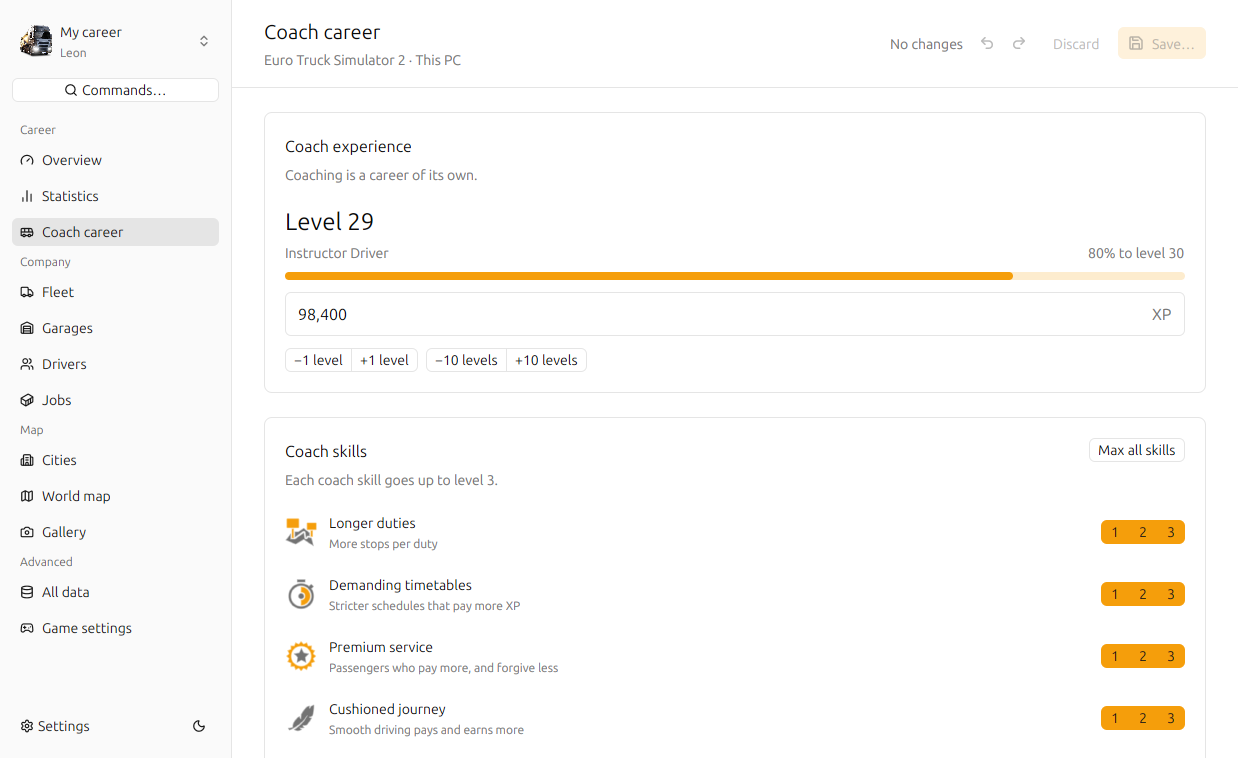 My career
Leon
Commands...
Career
Overview
Statistics
Coach career
Company
Fleet
Garages
Drivers
Jobs
Map
Cities
World map
Gallery
Advanced
All data
Game settings
Settings
Coach career
Euro Truck Simulator 2 · This PC
No changes
Discard
Save...
Coach experience
Coaching is a career of its own.
Level 29
Instructor Driver
80% to level 30
98,400 XP
−1 level +1 level −10 levels +10 levels
Coach skills
Max all skills
Each coach skill goes up to level 3.
Longer duties
More stops per duty
1 2 3
Demanding timetables
Stricter schedules that pay more XP
1 2 3
Premium service
Passengers who pay more, and forgive less
1 2 3
Cushioned journey
Smooth driving pays and earns more
1 2 3